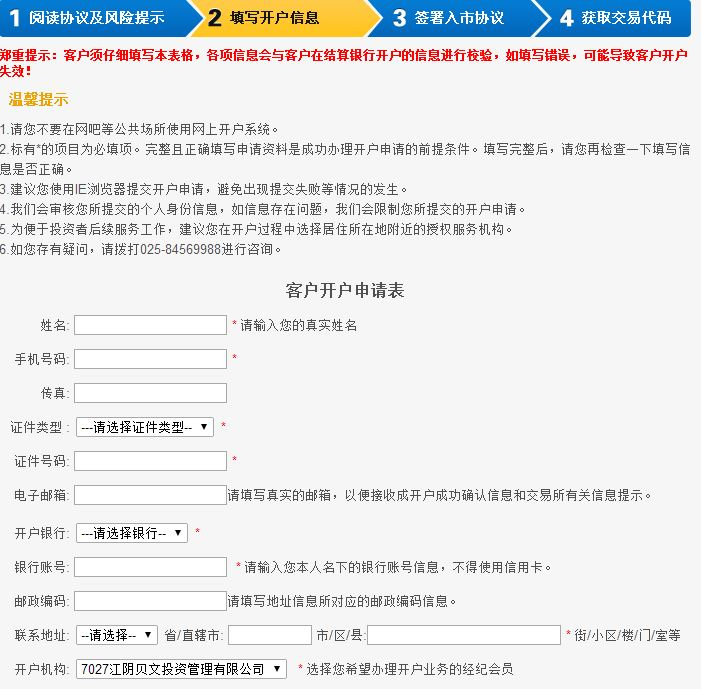 1 阅读协议及风险提示 2 填写开户信息 3 签署入市协议 4 获取交易代码
郑重提示：客户须仔细填写本表格，各项信息会与客户在结算银行开户的信息进行校验，如填写错误，可能导致客户开户
失效！
温馨提示
1.请您不要在网吧等公共场所使用网上开户系统。
2.标有*的项目为必填项。完整且正确填写申请资料是成功办理开户申请的前提条件。填写完整后，请您再检查一下填写信
息是否正确。
3.建议您使用IE浏览器提交开户申请，避免出现提交失败等情况的发生。
4.我们会审核您所提交的个人身份信息，如信息存在问题，我们会限制您所提交的开户申请。
5.为便于投资者后续服务工作，建议您在开户过程中选择居住所在地附近的授权服务机构。
6.如您存有疑问，请拨打025-84569988进行咨询。
客户开户申请表
姓名: * 请输入您的真实姓名
手机号码: *
传真:
证件类型 : ---请选择证件类型-- *
证件号码: *
电子邮箱: 请填写真实的邮箱，以便接收成开户成功确认信息和交易所有关信息提示。
开户银行: ---请选择银行-- *
银行账号: * 请输入您本人名下的银行账号信息，不得使用信用卡。
邮政编码: 请填写地址信息所对应的邮政编码信息。
联系地址: --请选择-- 省/直辖市: 市/区/县: * 街/小区/楼/门/室等
开户机构: 7027江阴贝文投资管理有限公司 * 选择您希望办理开户业务的经纪会员